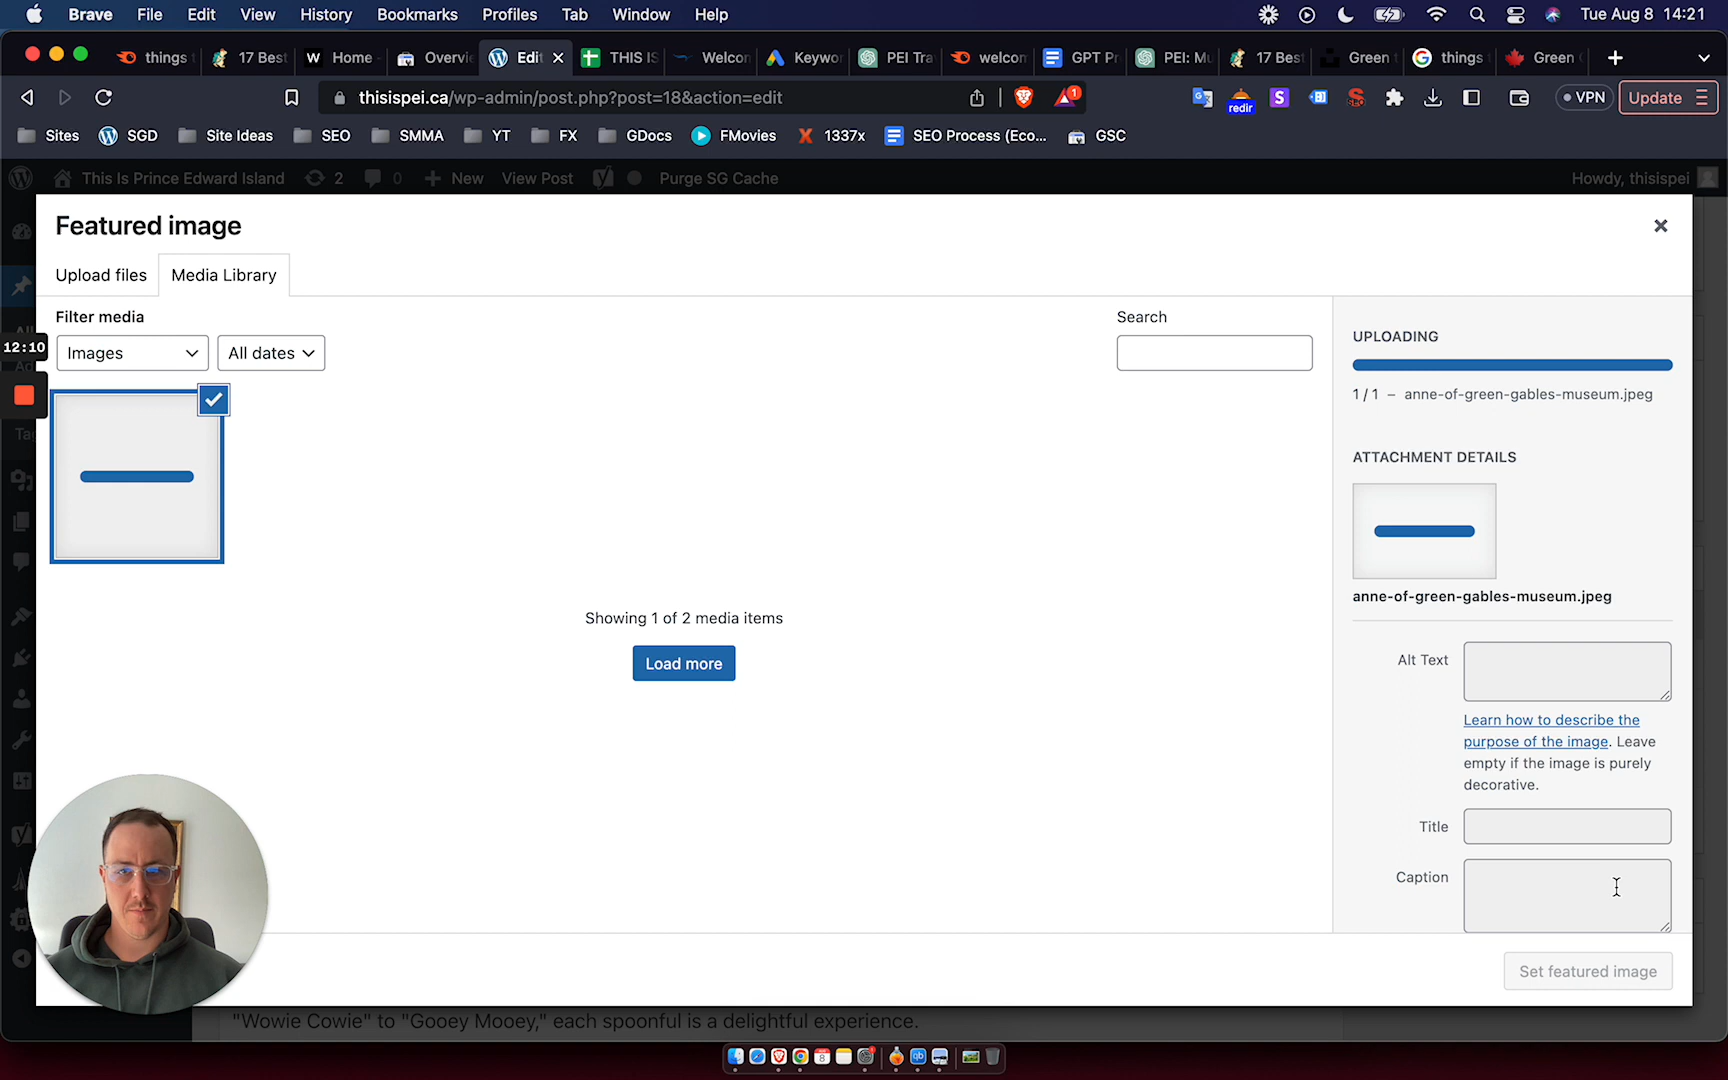 Brave File Edit View History Bookmarks Profiles Tab Window Help Tue Aug 8 14:21
things 17 Best Home Overvie Edi THIS IS Welcon Keywor PEI Tra welcon GPT Pr PEI: Mu 17 Best Green things Green
thisispei.ca/wp-admin/post.php?post=18&action=edit 1 redir VPN Update
Sites SGD Site Ideas SEO SMMA YT FX GDocs FMovies 1337x SEO Process (Eco... GSC
This Is Prince Edward Island 2 0 New View Post Purge SG Cache Howdy, thisispei
Featured image
Upload files Media Library
Filter media
Search
12:10
Images All dates
UPLOADING
1 / 1 – anne-of-green-gables-museum.jpeg
ATTACHMENT DETAILS
anne-of-green-gables-museum.jpeg
Showing 1 of 2 media items
Load more
Alt Text
Learn how to describe the
purpose of the image. Leave
empty if the image is purely
decorative.
Title
Caption
Set featured image
"Wowie Cowie" to "Gooey Mooey," each spoonful is a delightful experience.